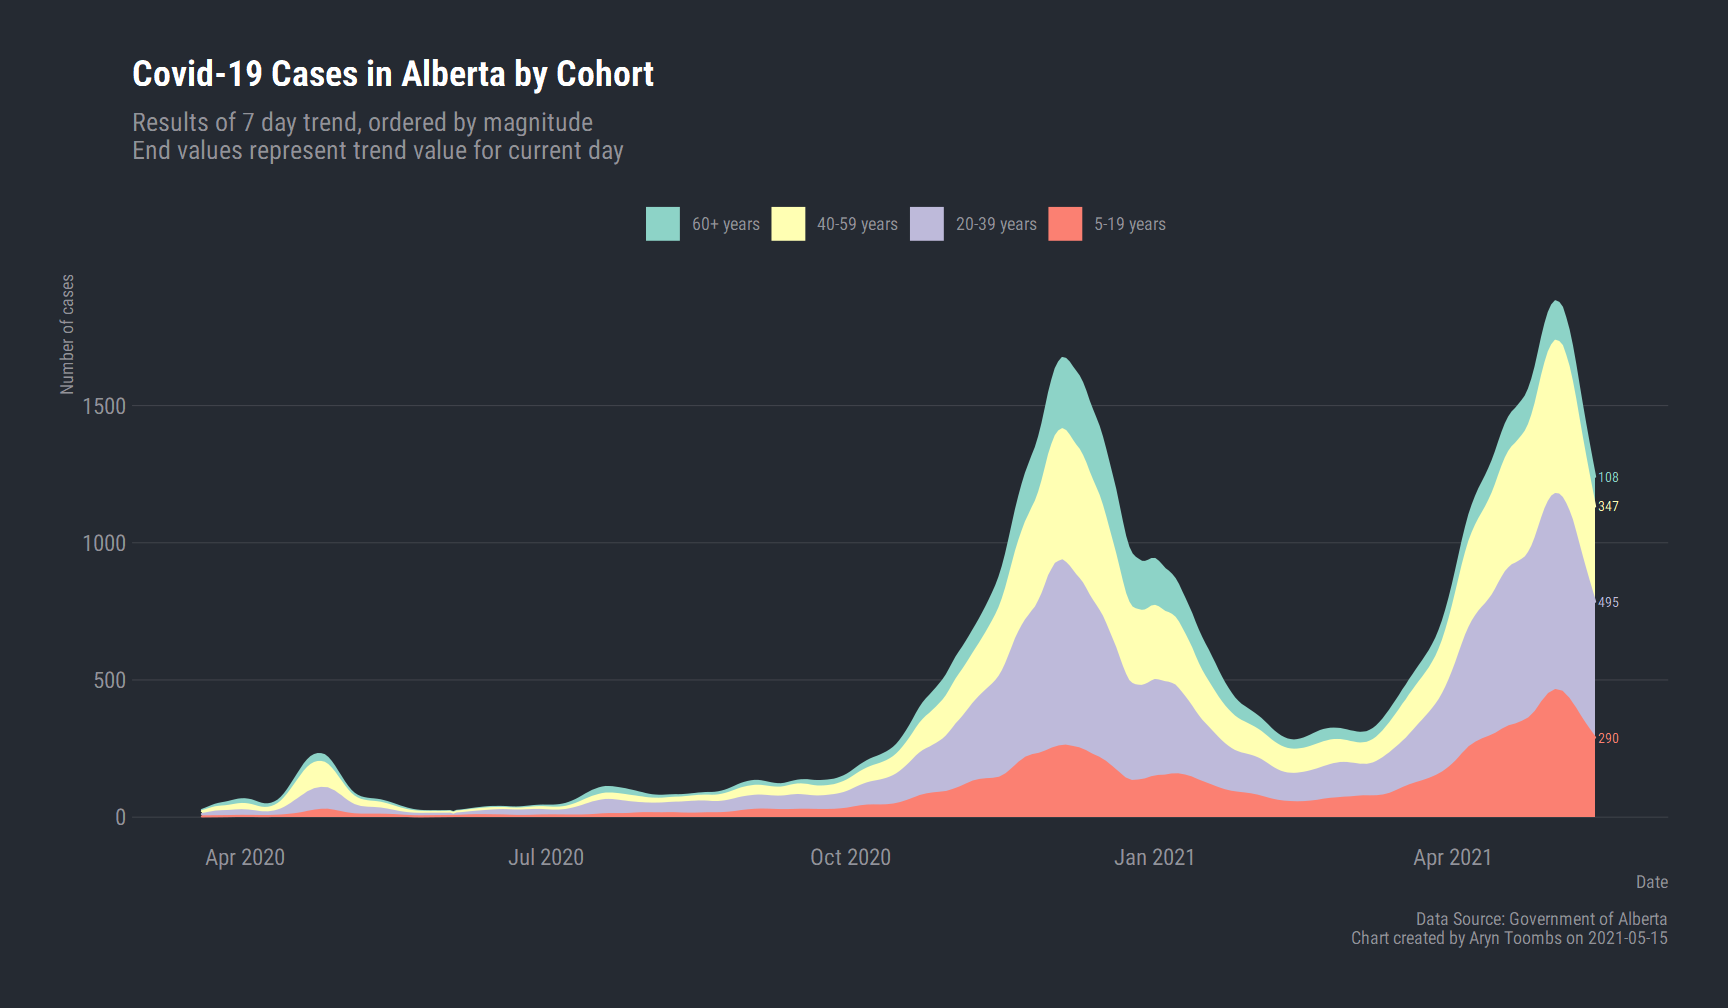 Covid-19 Cases in Alberta by Cohort
Results of 7 day trend, ordered by magnitude
End values represent trend value for current day
60+ years
40-59 years
20-39 years
5-19 years
Number of cases
1500
1000
500
0
108
347
495
290
Apr 2020
Jul 2020
Oct 2020
Jan 2021
Apr 2021
Date
Data Source: Government of Alberta
Chart created by Aryn Toombs on 2021-05-15